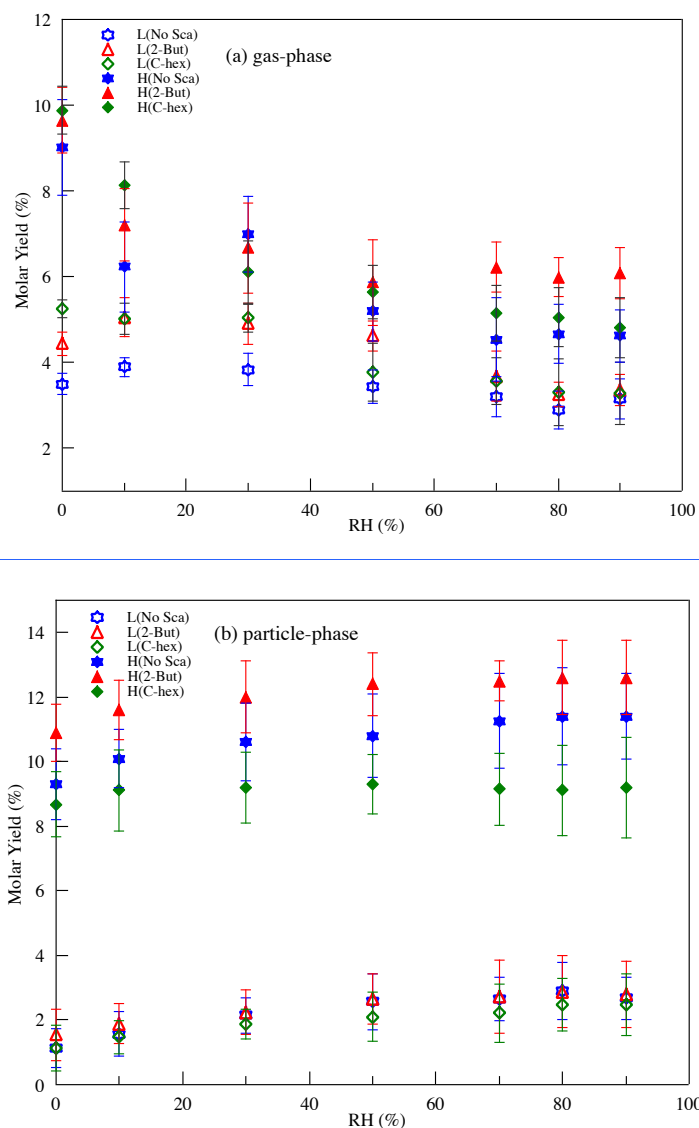 12
10
8
6
4
2
Molar Yield (%)
L(No Sca)
L(2-But)
L(C-hex)
H(No Sca)
H(2-But)
H(C-hex)
(a) gas-phase
0 20 40 60 80 100
RH (%)
14
12
10
8
6
4
2
0
Molar Yield (%)
L(No Sca)
L(2-But)
L(C-hex)
H(No Sca)
H(2-But)
H(C-hex)
(b) particle-phase
0 20 40 60 80 100
RH (%)